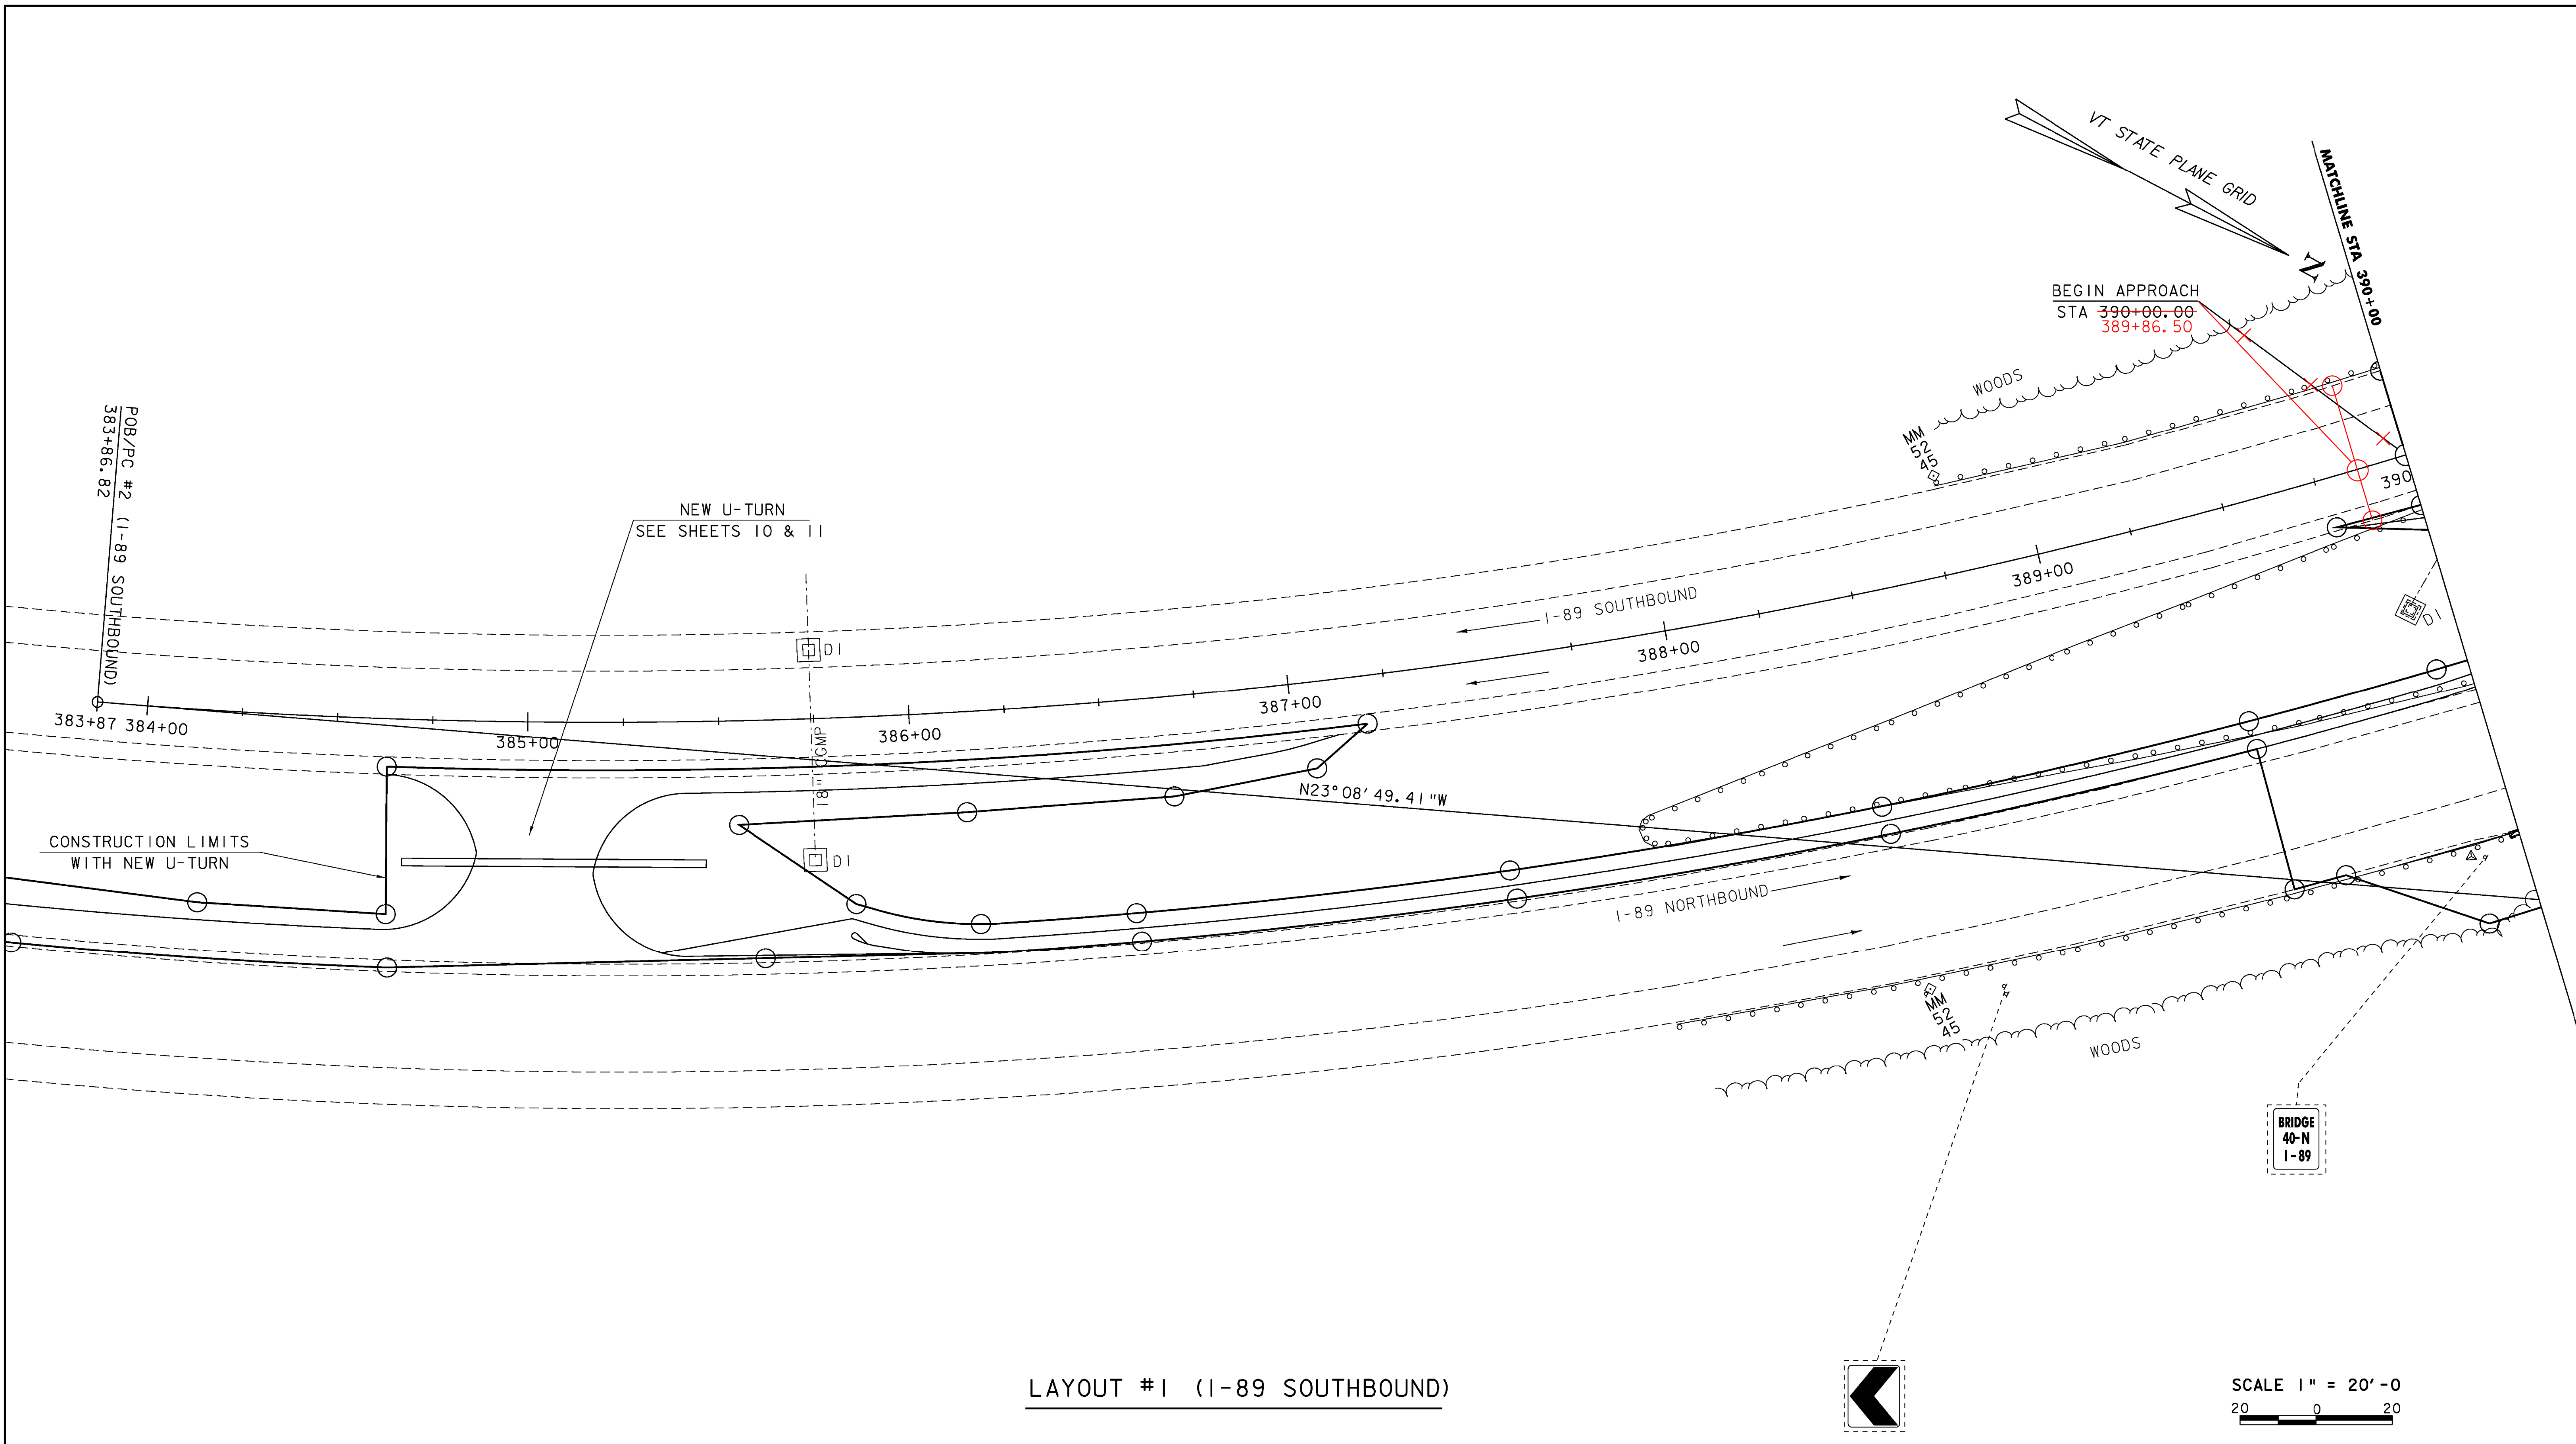 VT STATE PLANE GRID
N
MATCHLINE STA 390+00
BEGIN APPROACH
STA 390+00.00
389+86.50
WOODS
MM
52
45
POB/PC #2 (I-89 SOUTHBOUND)
383+86.82
NEW U-TURN
SEE SHEETS 10 & 11
390
389+00
I-89 SOUTHBOUND
388+00
387+00
386+00
385+00
383+87 384+00
DI
DI
18" CGMP
DI
N23°08'49.41"W
CONSTRUCTION LIMITS
WITH NEW U-TURN
I-89 NORTHBOUND
MM
52
45
WOODS
BRIDGE
40-N
I-89
LAYOUT #1 (I-89 SOUTHBOUND)
SCALE 1" = 20'-0
20 0 20